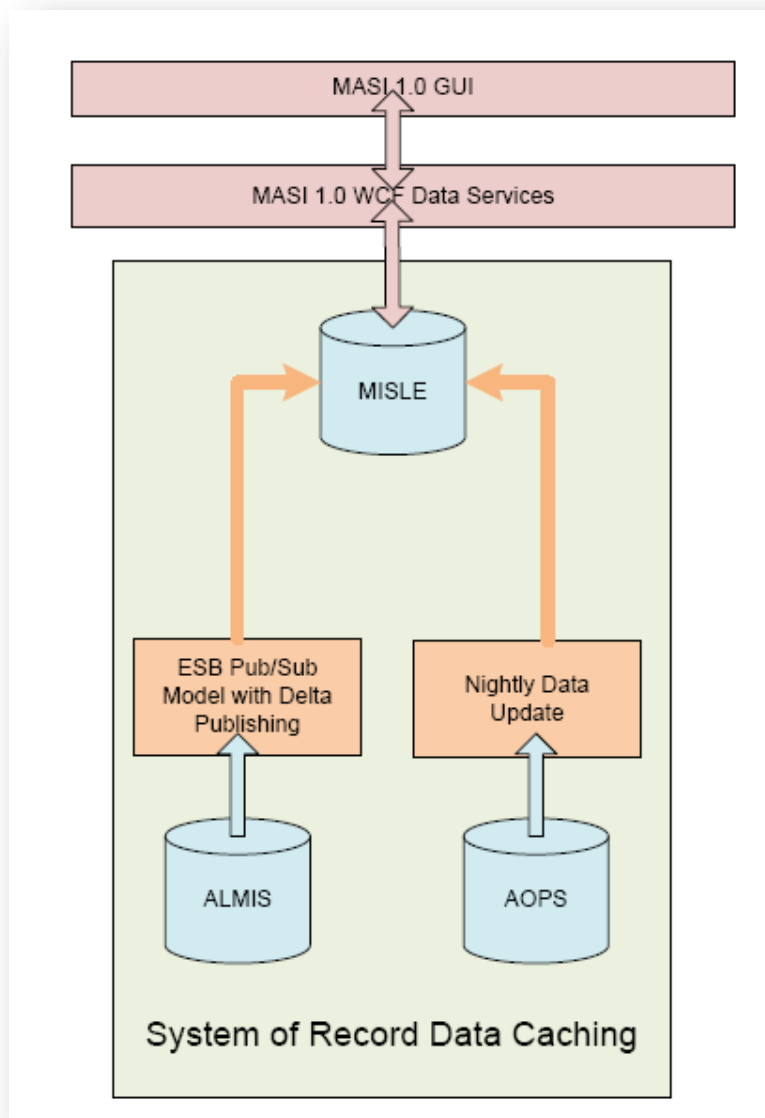 MASI 1.0 GUI
MASI 1.0 WCF Data Services
MISLE
ESB Pub/Sub
Model with Delta
Publishing
Nightly Data
Update
ALMIS
AOPS
System of Record Data Caching